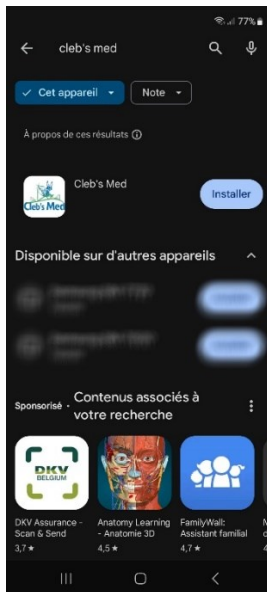 77%
cleb's med
Cet appareil
Note
À propos de ces résultats
Cleb's Med
Cleb's Med
Installer
Disponible sur d'autres appareils
Sponsorisé · Contenus associés à
votre recherche
DKV
BELGIUM
DKV Assurance -
Scan & Send
3,7 ★
Anatomy Learning
- Anatomie 3D
4,5 ★
FamilyWall:
Assistant familial
4,7 ★